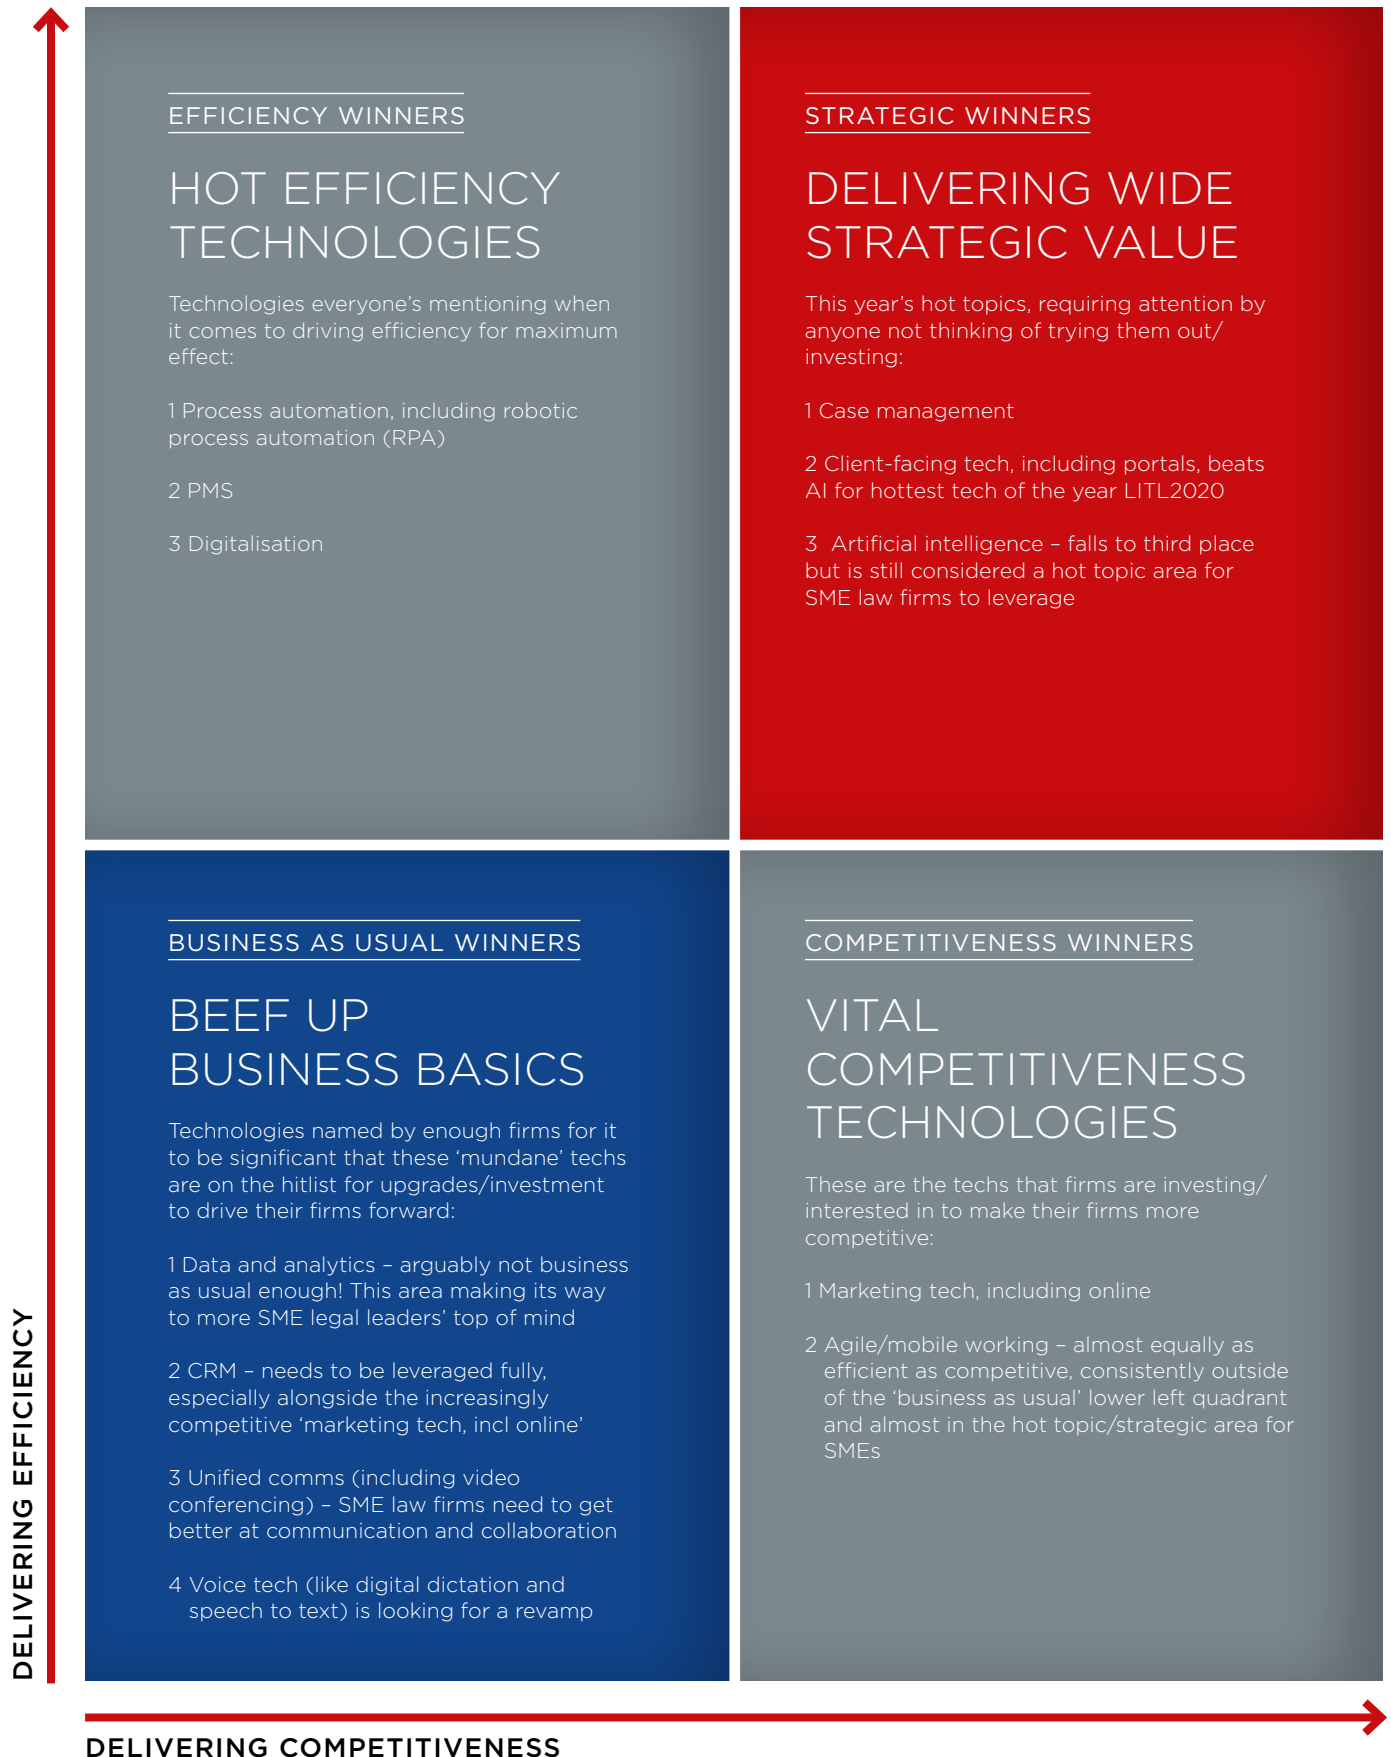 EFFICIENCY WINNERS
HOT EFFICIENCY
TECHNOLOGIES
Technologies everyone’s mentioning when
it comes to driving efficiency for maximum
effect:
1 Process automation, including robotic
process automation (RPA)
2 PMS
3 Digitalisation
STRATEGIC WINNERS
DELIVERING WIDE
STRATEGIC VALUE
This year’s hot topics, requiring attention by
anyone not thinking of trying them out/
investing:
1 Case management
2 Client-facing tech, including portals, beats
AI for hottest tech of the year LITL2020
3 Artificial intelligence – falls to third place
but is still considered a hot topic area for
SME law firms to leverage
BUSINESS AS USUAL WINNERS
BEEF UP
BUSINESS BASICS
Technologies named by enough firms for it
to be significant that these ‘mundane’ techs
are on the hitlist for upgrades/investment
to drive their firms forward:
1 Data and analytics – arguably not business
as usual enough! This area making its way
to more SME legal leaders’ top of mind
2 CRM – needs to be leveraged fully,
especially alongside the increasingly
competitive ‘marketing tech, incl online’
3 Unified comms (including video
conferencing) – SME law firms need to get
better at communication and collaboration
4 Voice tech (like digital dictation and
speech to text) is looking for a revamp
COMPETITIVENESS WINNERS
VITAL
COMPETITIVENESS
TECHNOLOGIES
These are the techs that firms are investing/
interested in to make their firms more
competitive:
1 Marketing tech, including online
2 Agile/mobile working – almost equally as
efficient as competitive, consistently outside
of the ‘business as usual’ lower left quadrant
and almost in the hot topic/strategic area for
SMEs
DELIVERING EFFICIENCY
DELIVERING COMPETITIVENESS